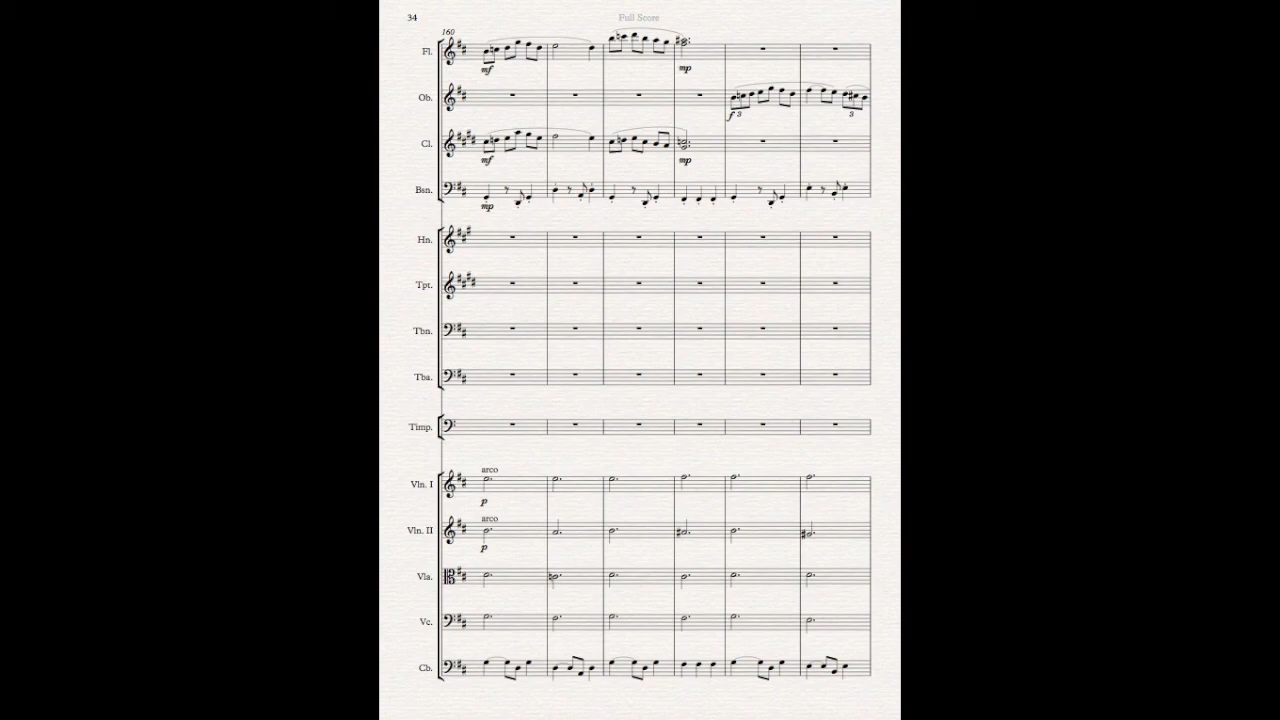 34
Full Score
160
Fl.
mf
mp
Ob.
f 3
3
Cl.
mf
mp
Bsn.
mp
Hn.
Tpt.
Tbn.
Tba.
Timp.
arco
Vln. I
p
arco
Vln. II
p
Vla.
Vc.
Cb.